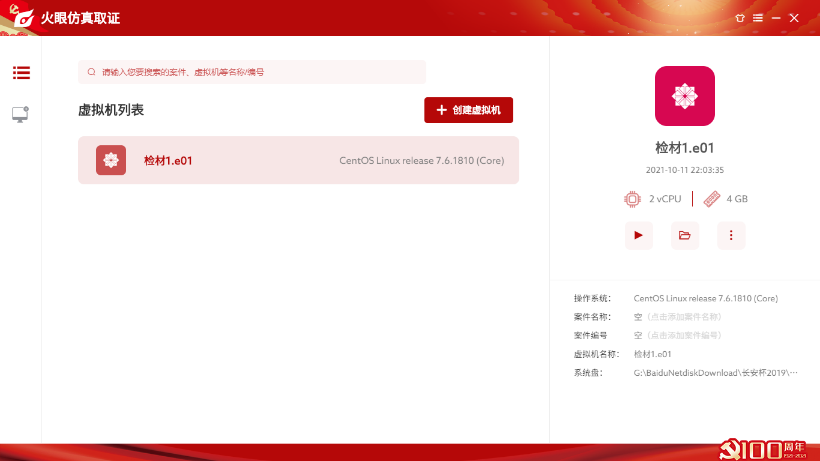 火眼仿真取证
请输入您要搜索的案件、虚拟机等名称/编号
虚拟机列表
创建虚拟机
检材1.e01
CentOS Linux release 7.6.1810 (Core)
检材1.e01
2021-10-11 22:03:35
2 vCPU
4 GB
操作系统: CentOS Linux release 7.6.1810 (Core)
案件名称: 空 (点击添加案件名称)
案件编号 空 (点击添加案件编号)
虚拟机名称: 检材1.e01
系统盘: G:\BaiduNetdiskDownload\长安杯2019\···
100周年
1921-2021